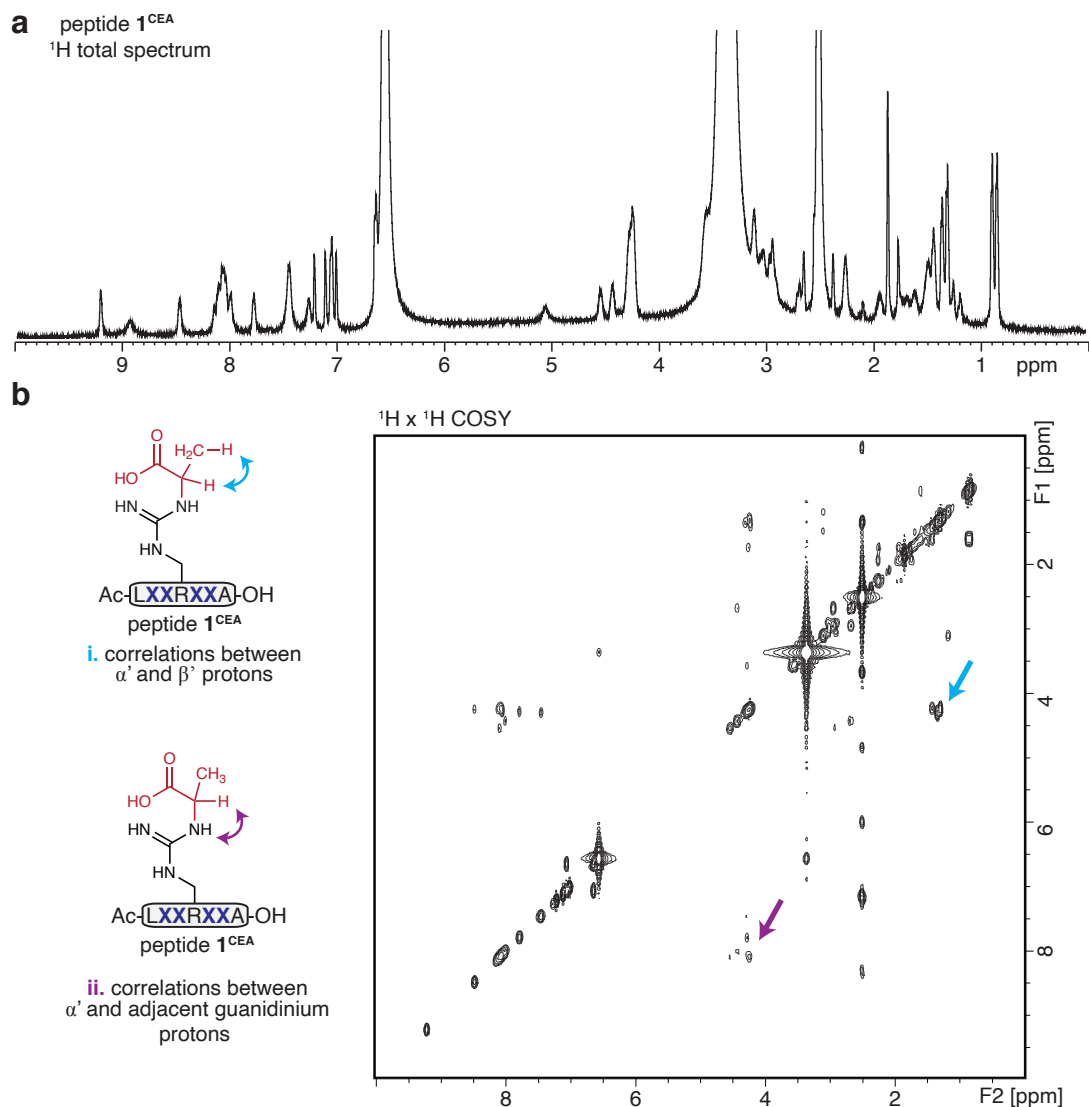 a
peptide 1CEA
1H total spectrum
9 8 7 6 5 4 3 2 1 ppm
b
O
H2C–H
HO
H
HN
NH
HN
Ac-LXXRXXA-OH
peptide 1CEA
i. correlations between
α’ and β’ protons
O
CH3
HO
H
HN
NH
HN
Ac-LXXRXXA-OH
peptide 1CEA
ii. correlations between
α’ and adjacent guanidinium
protons
1H x 1H COSY
F1 [ppm]
2
4
6
8
8 6 4 2 F2 [ppm]